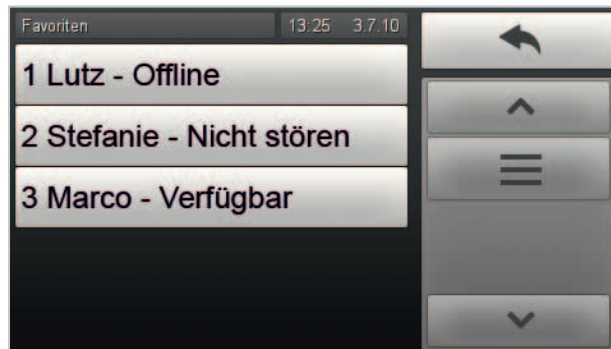 Favoriten 13:25 3.7.10
1 Lutz - Offline
2 Stefanie - Nicht stören
3 Marco - Verfügbar